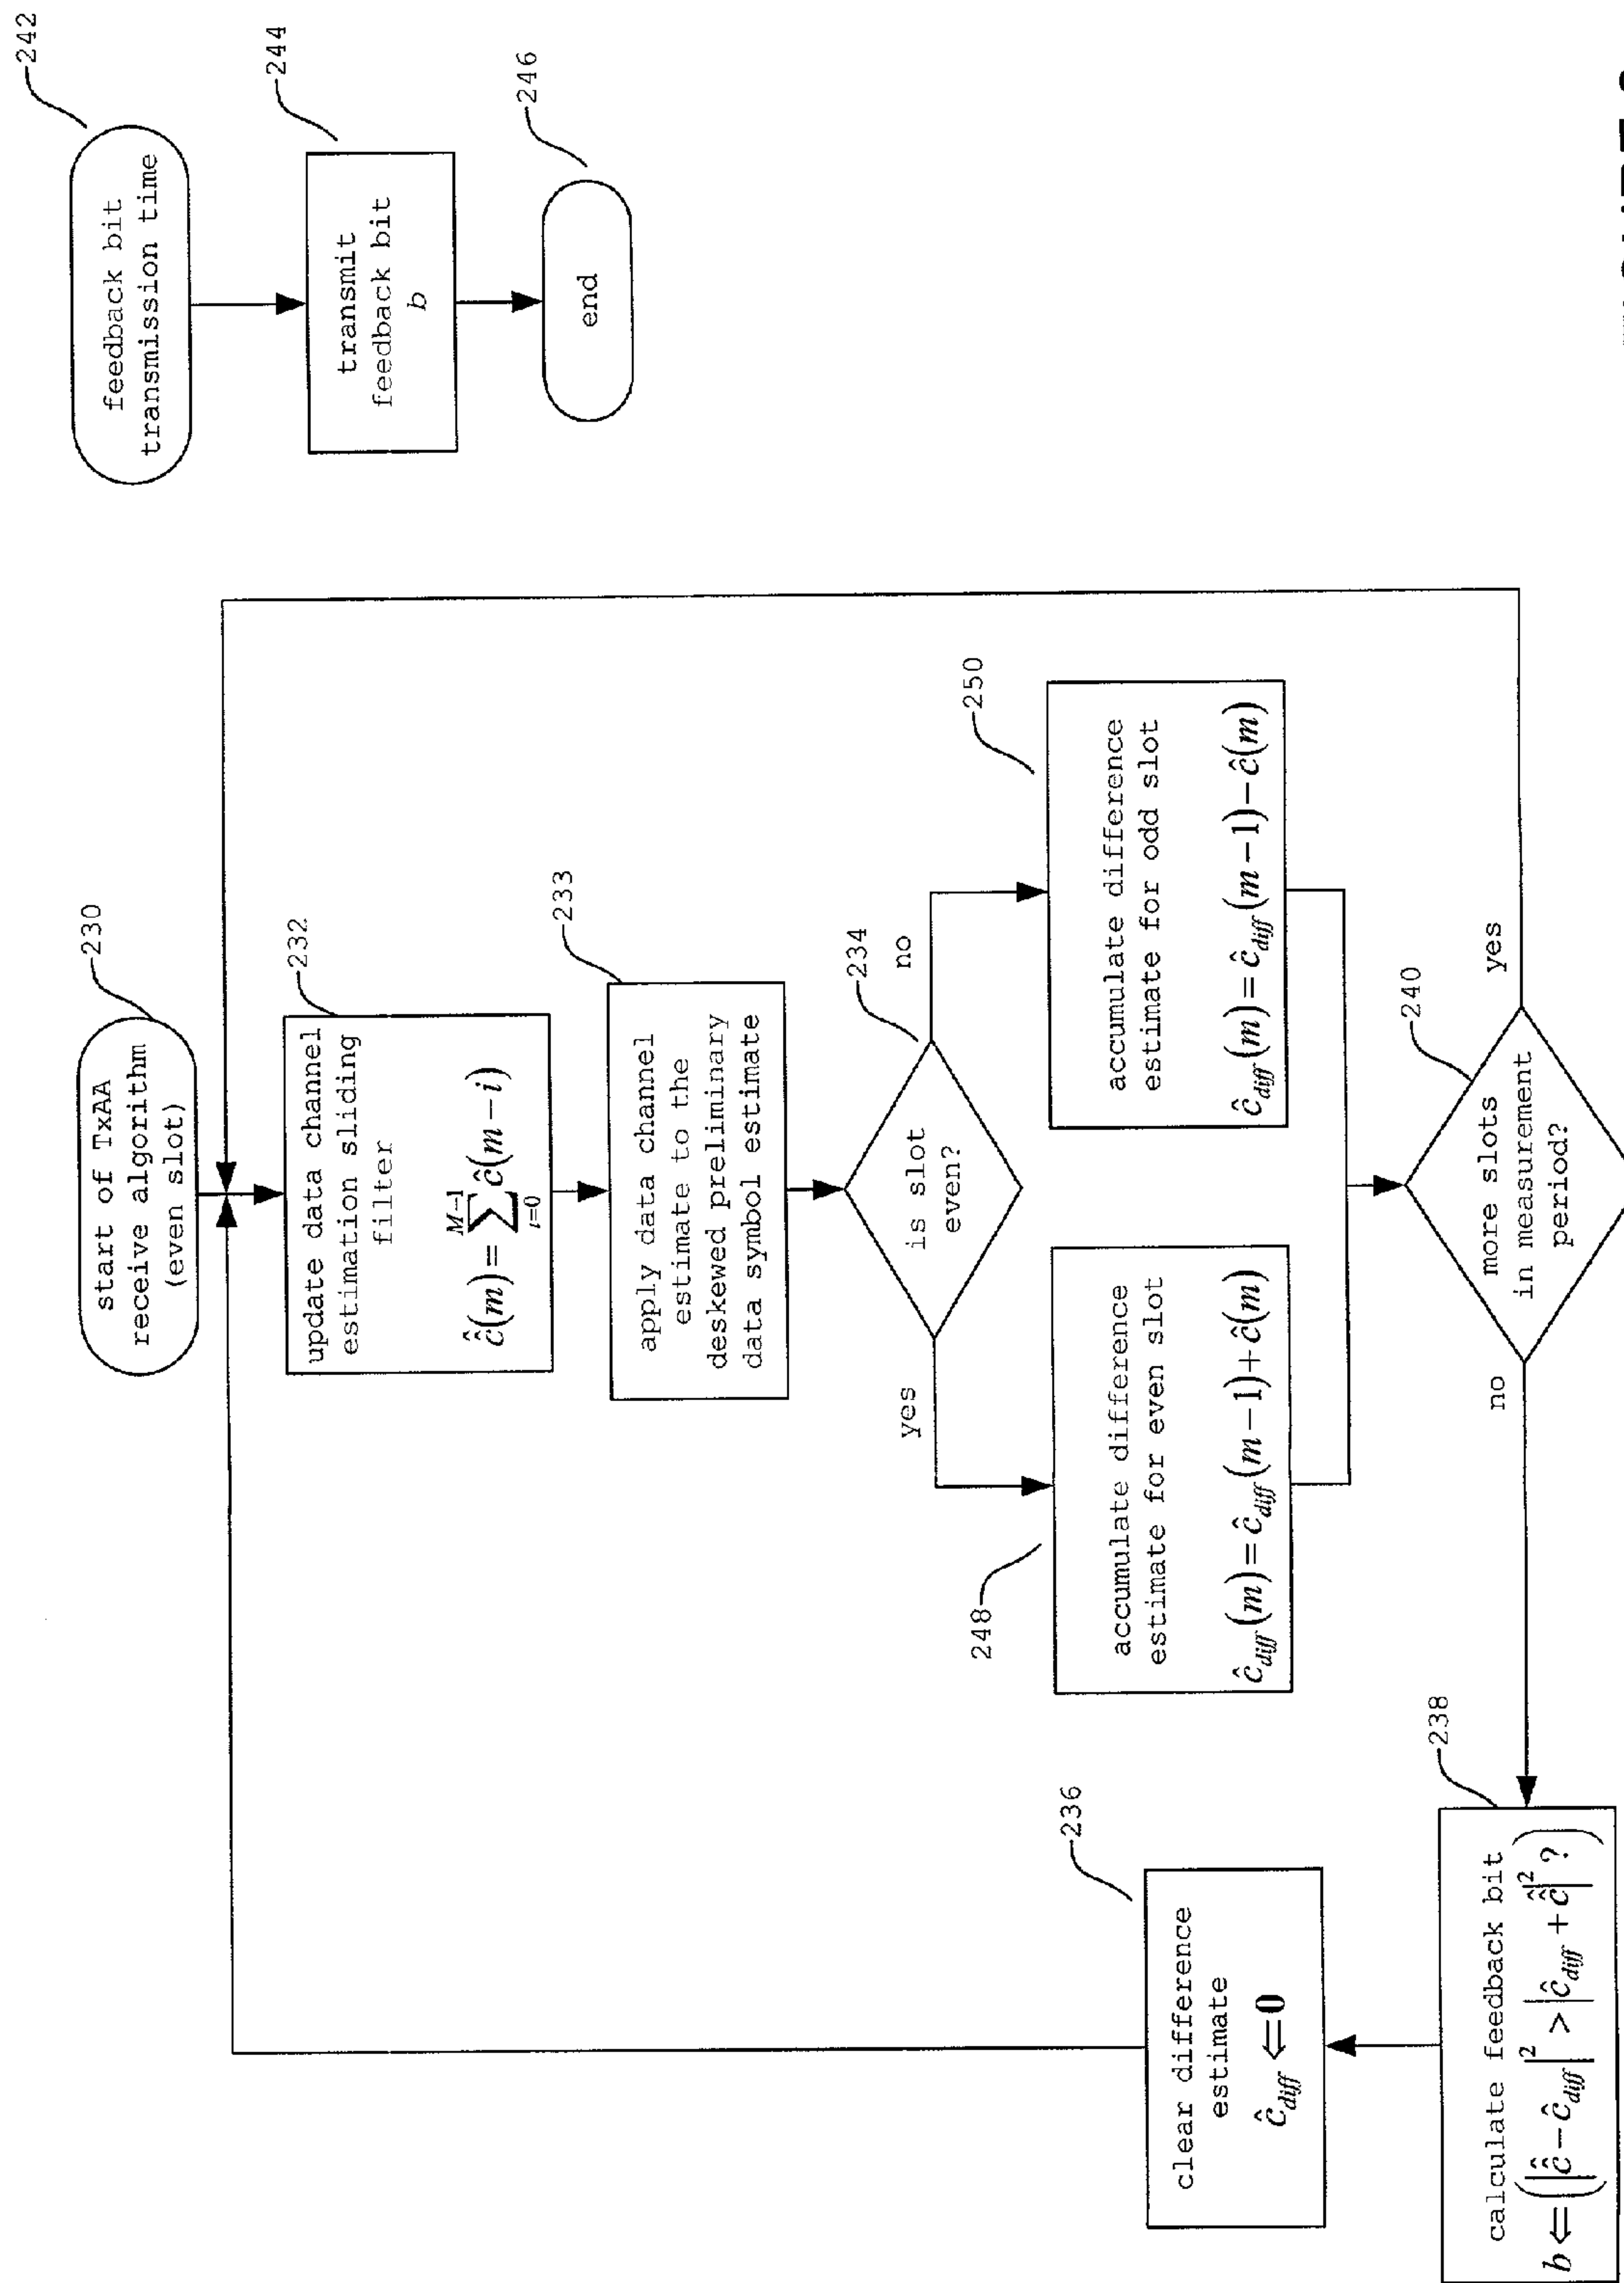 start of TxAA
receive algorithm
(even slot)
230
update data channel
estimation sliding
filter
ĉ(m) = ∑_{i=0}^{M−1} ĉ(m−i)
232
apply data channel
estimate to the
deskewed preliminary
data symbol estimate
233
is slot
even?
234
yes
no
accumulate difference
estimate for even slot
ĉ_diff(m) = ĉ_diff(m−1)+ĉ(m)
248
accumulate difference
estimate for odd slot
ĉ_diff(m) = ĉ_diff(m−1)−ĉ(m)
250
more slots
in measurement
period?
240
no
yes
calculate feedback bit
b⇐(|ĉ−ĉ_diff|² > |ĉ_diff+ĉ|² ?)
238
clear difference
estimate
ĉ_diff ⇐0
236
feedback bit
transmission time
242
transmit
feedback bit
b
244
end
246